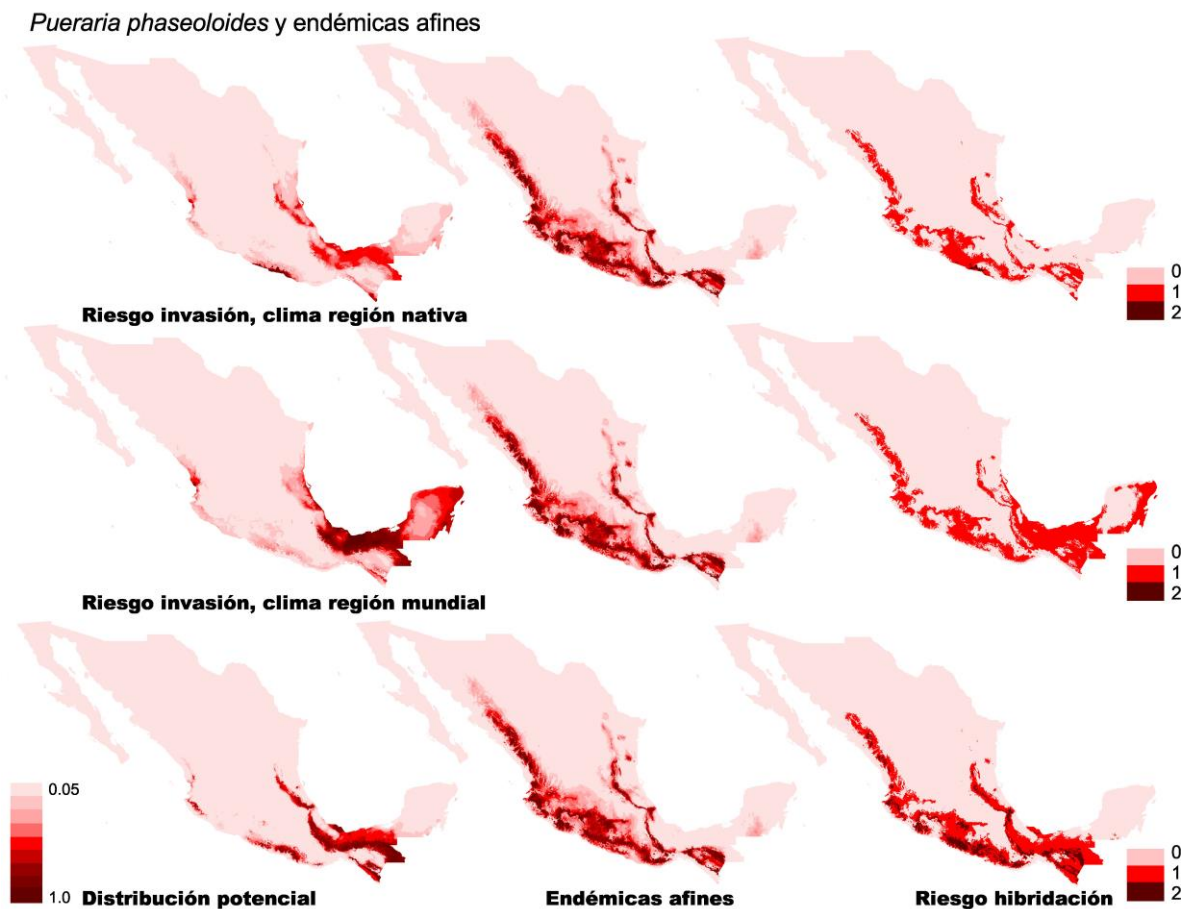 Pueraria phaseoloides y endémicas afines
0
1
2
Riesgo invasión, clima región nativa
0
1
2
Riesgo invasión, clima región mundial
0.05
1.0
Distribución potencial
Endémicas afines
Riesgo hibridación
0
1
2